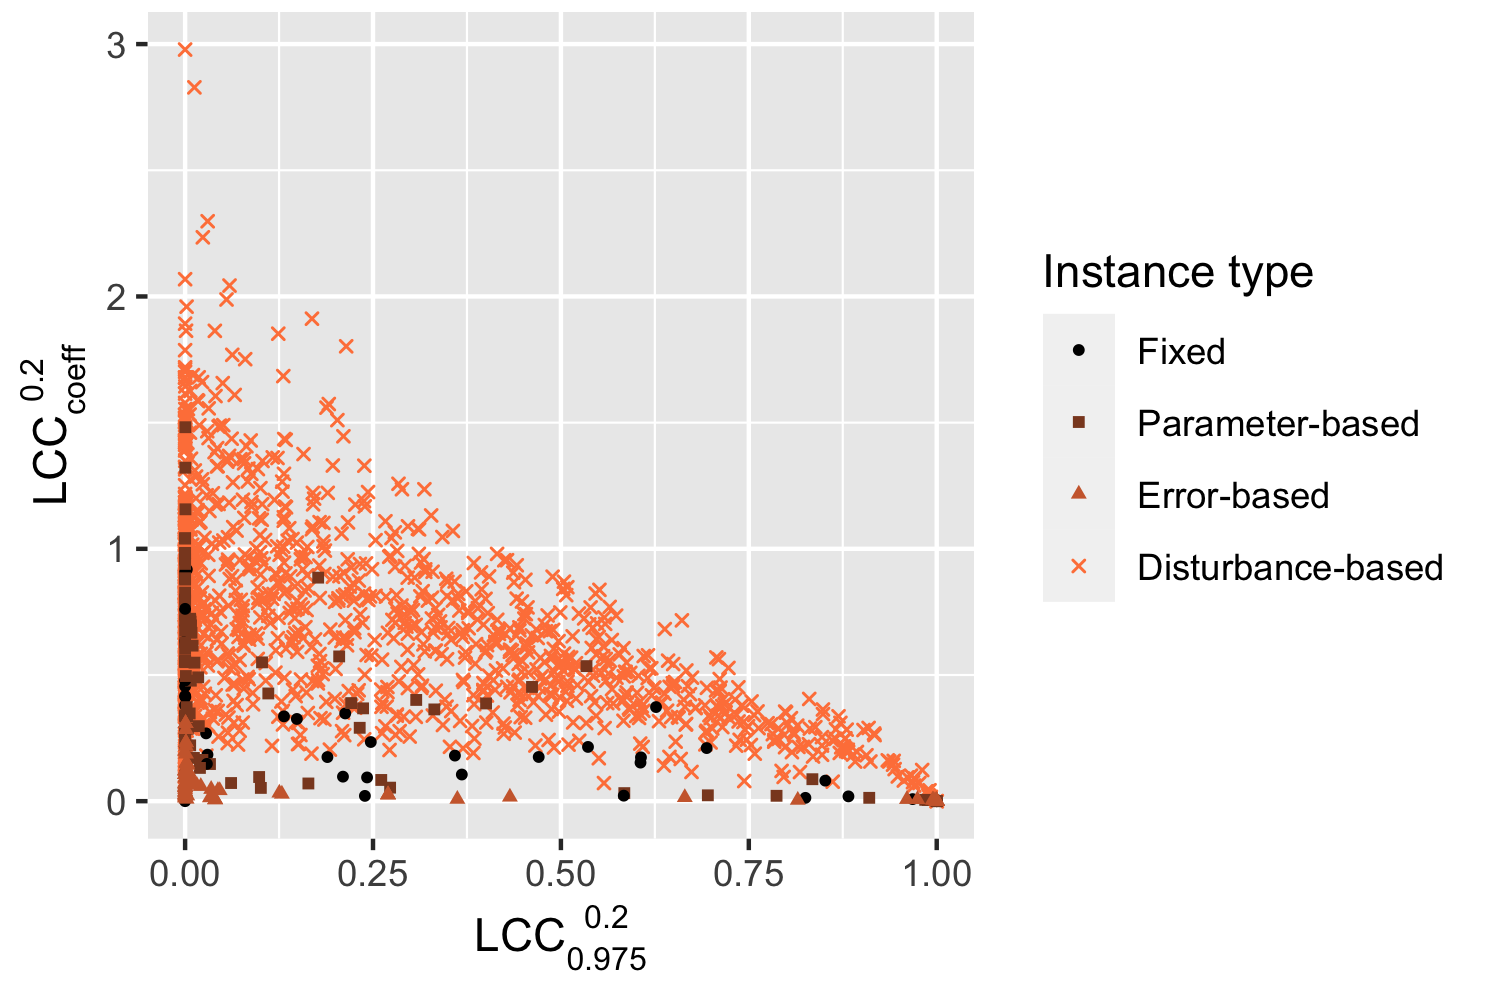 3
2
1
0
LCC 0.2 coeff
0.00 0.25 0.50 0.75 1.00
LCC 0.2 0.975
Instance type
Fixed
Parameter-based
Error-based
Disturbance-based